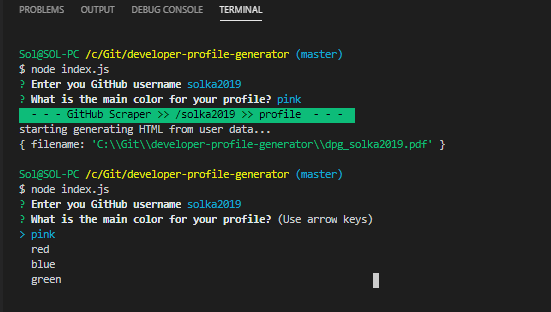 PROBLEMS OUTPUT DEBUG CONSOLE TERMINAL
Sol@SOL-PC /c/Git/developer-profile-generator (master)
$ node index.js
? Enter you GitHub username solka2019
? What is the main color for your profile? pink
- - - GitHub Scraper >> /solka2019 >> profile - - -
starting generating HTML from user data...
{ filename: 'C:\\Git\\developer-profile-generator\\dpg_solka2019.pdf' }
Sol@SOL-PC /c/Git/developer-profile-generator (master)
$ node index.js
? Enter you GitHub username solka2019
? What is the main color for your profile? (Use arrow keys)
> pink
red
blue
green